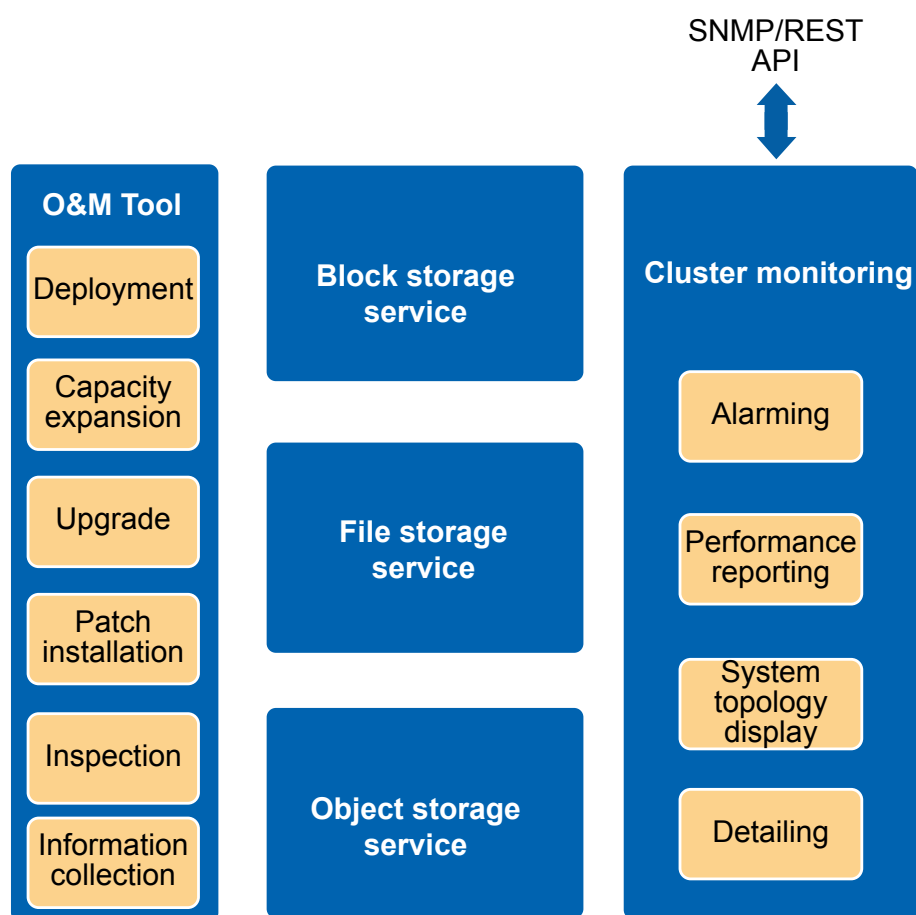 SNMP/REST
API
O&M Tool
Deployment
Capacity
expansion
Upgrade
Patch
installation
Inspection
Information
collection
Block storage
service
File storage
service
Object storage
service
Cluster monitoring
Alarming
Performance
reporting
System
topology
display
Detailing